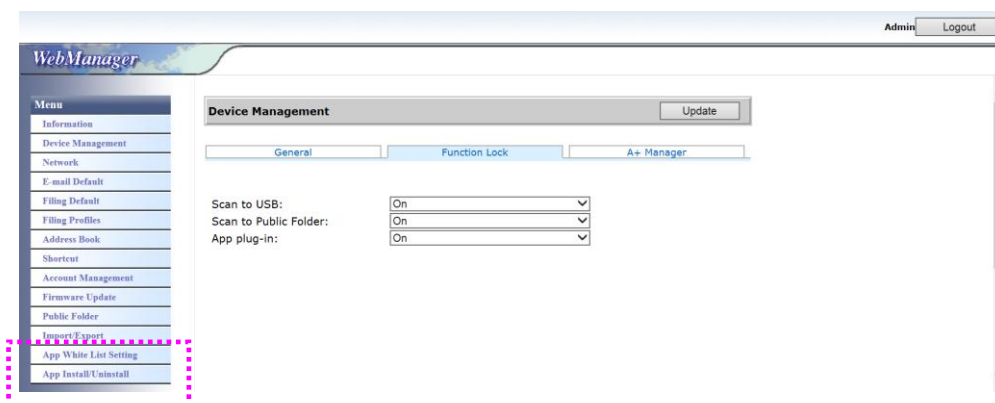 Admin Logout
WebManager
Menu
Information
Device Management
Network
E-mail Default
Filing Default
Filing Profiles
Address Book
Shortcut
Account Management
Firmware Update
Public Folder
Import/Export
App White List Setting
App Install/Uninstall
Device Management Update
General Function Lock A+ Manager
Scan to USB: On
Scan to Public Folder: On
App plug-in: On